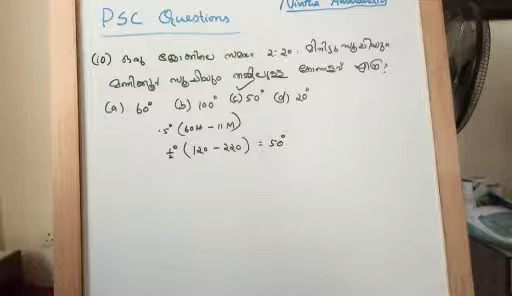 PSC Questions
(10) ഒരു ക്ലോക്കിലെ സമയം 2:20. മിനിട്ടു സൂചിയും
മണിക്കൂർ സൂചിയും തമ്മിലുള്ള കോണളവ് എത്ര?
(a) 60° (b) 100° (c) 50° (d) 20°
.5° (60H - 11M)
½° (120 - 220) = 50°